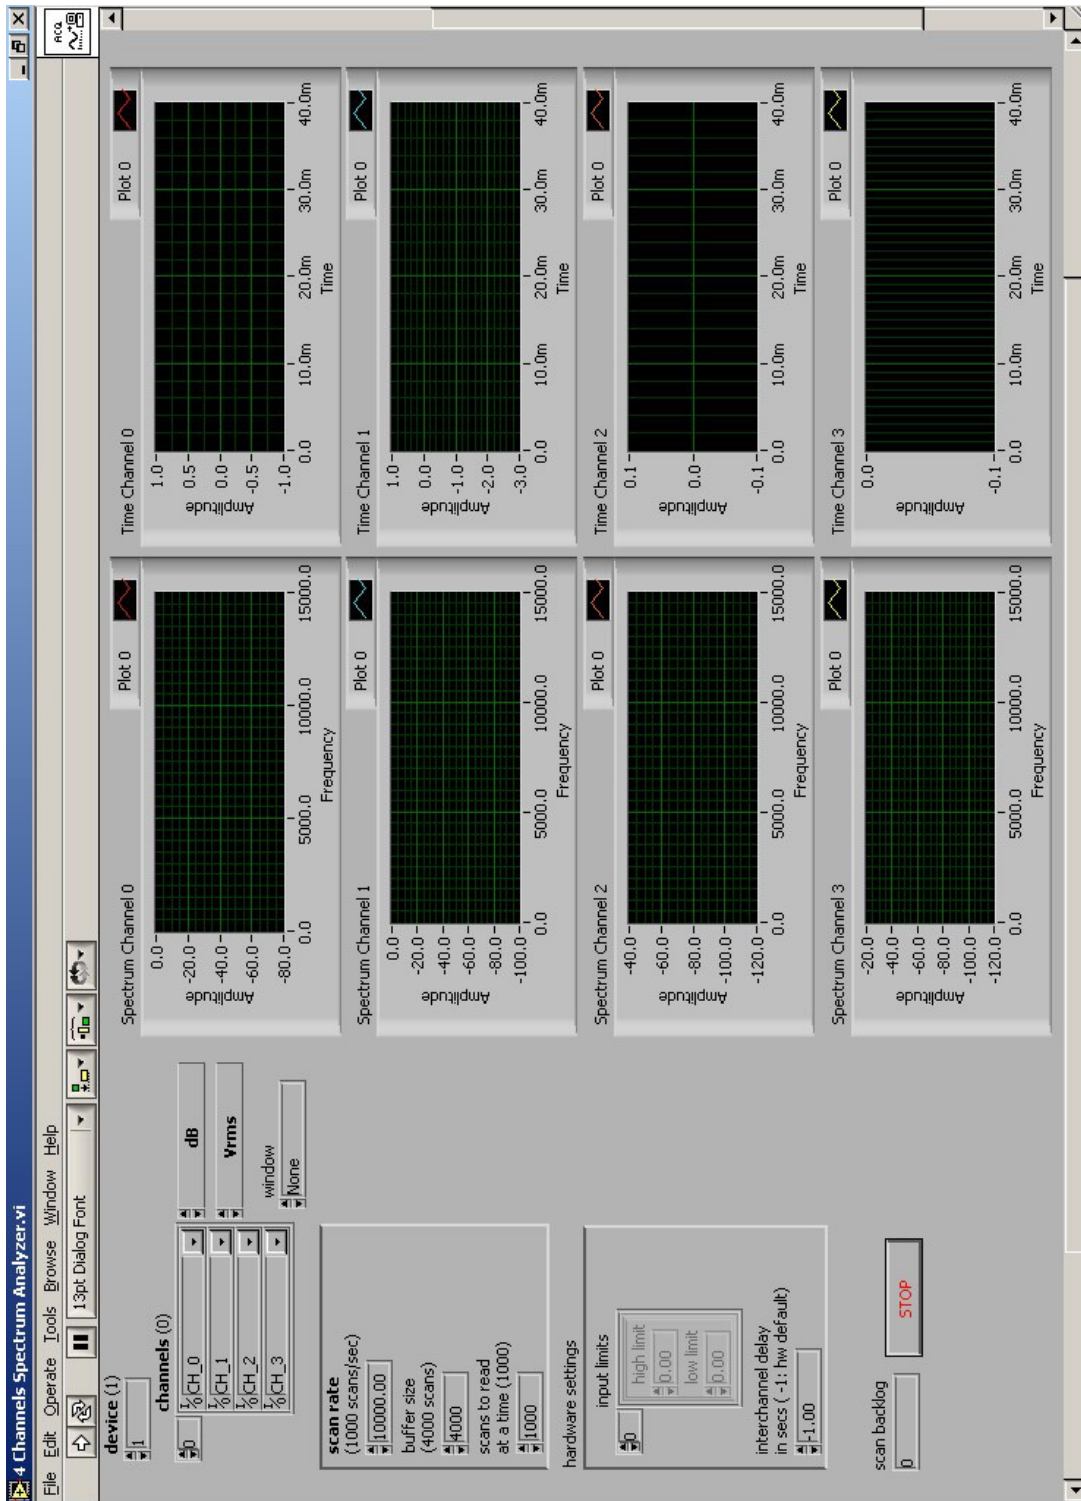 4 Channels Spectrum Analyzer.vi
File Edit Operate Tools Browse Window Help
13pt Dialog Font
ACQ
device (1)
1
channels (0)
0
I/O CH_0
I/O CH_1
I/O CH_2
I/O CH_3
dB
Vrms
window
None
scan rate
(1000 scans/sec)
10000.00
buffer size
(4000 scans)
4000
scans to read
at a time (1000)
1000
hardware settings
input limits
0
high limit
0.00
low limit
0.00
interchannel delay
in secs ( -1: hw default)
-1.00
scan backlog
0
STOP
Spectrum Channel 0
Plot 0
Amplitude
0.0
-20.0
-40.0
-60.0
-80.0
0.0 5000.0 10000.0 15000.0
Frequency
Time Channel 0
Plot 0
Amplitude
1.0
0.5
0.0
-0.5
-1.0
0.0 10.0m 20.0m 30.0m 40.0m
Time
Spectrum Channel 1
Plot 0
Amplitude
0.0
-20.0
-40.0
-60.0
-80.0
-100.0
0.0 5000.0 10000.0 15000.0
Frequency
Time Channel 1
Plot 0
Amplitude
1.0
0.0
-1.0
-2.0
-3.0
0.0 10.0m 20.0m 30.0m 40.0m
Time
Spectrum Channel 2
Plot 0
Amplitude
-40.0
-60.0
-80.0
-100.0
-120.0
0.0 5000.0 10000.0 15000.0
Frequency
Time Channel 2
Plot 0
Amplitude
0.1
0.0
-0.1
0.0 10.0m 20.0m 30.0m 40.0m
Time
Spectrum Channel 3
Plot 0
Amplitude
-20.0
-40.0
-60.0
-80.0
-100.0
-120.0
0.0 5000.0 10000.0 15000.0
Frequency
Time Channel 3
Plot 0
Amplitude
0.0
-0.1
0.0 10.0m 20.0m 30.0m 40.0m
Time